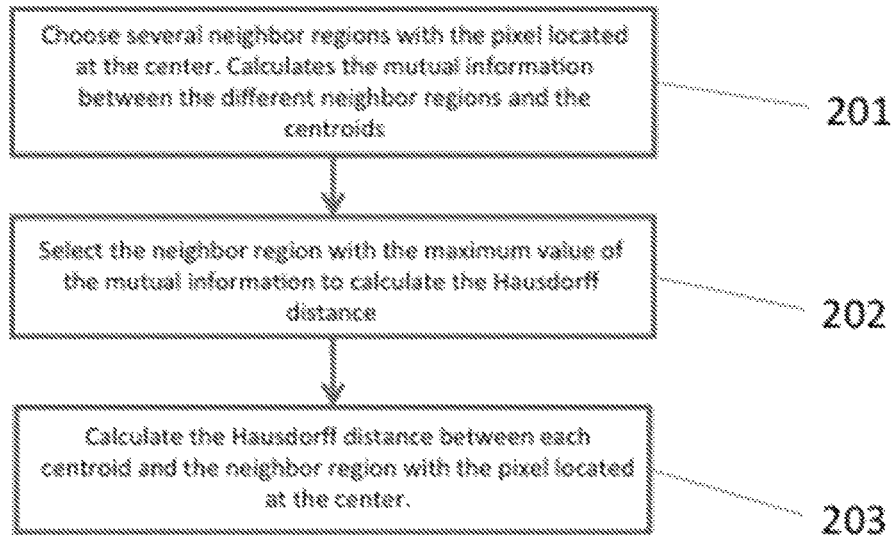 Choose several neighbor regions with the pixel located
at the center. Calculates the mutual information
between the different neighbor regions and the
centroids
201
Select the neighbor region with the maximum value of
the mutual information to calculate the Hausdorff
distance
202
Calculate the Hausdorff distance between each
centroid and the neighbor region with the pixel located
at the center.
203